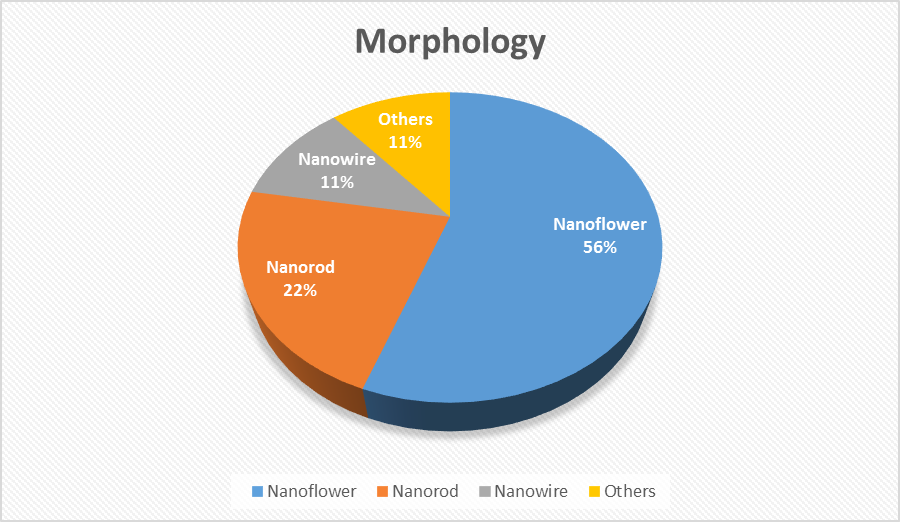 Morphology
Others
11%
Nanowire
11%
Nanoflower
56%
Nanorod
22%
Nanoflower Nanorod Nanowire Others